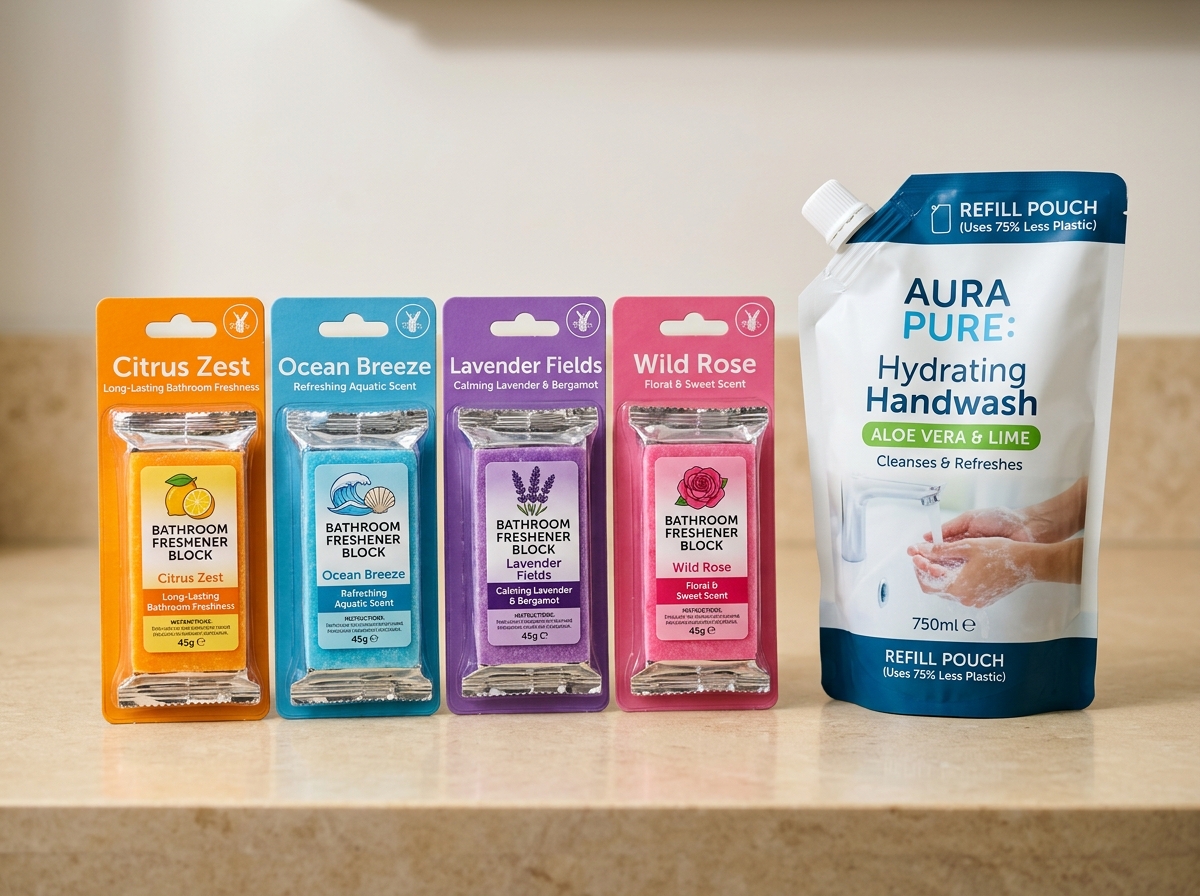 Citrus Zest
Long-Lasting Bathroom Freshness
BATHROOM
FRESHENER
BLOCK
Citrus Zest
Long-Lasting
Bathroom Freshness
45g ℮
Ocean Breeze
Refreshing Aquatic Scent
BATHROOM
FRESHENER
BLOCK
Ocean Breeze
Rafreching
Aquatic Scent
45g ℮
Lavender Fields
Calming Lavender & Bergamot
BATHROOM
FRESHENER
BLOCK
Lavender
Fields
Calming Lavender
& Bergamot
45g
Wild Rose
Floral & Sweet Scent
BATHROOM
FRESHENER
BLOCK
Wild Rose
Floral &
Sweet Scent
45g ℮
REFILL POUCH
(Uses 75% Less Plastic)
AURA
PURE:
Hydrating
Handwash
ALOE VERA & LIME
Cleanses & Refreshes
750ml ℮
REFILL POUCH
(Uses 75% Less Plastic)